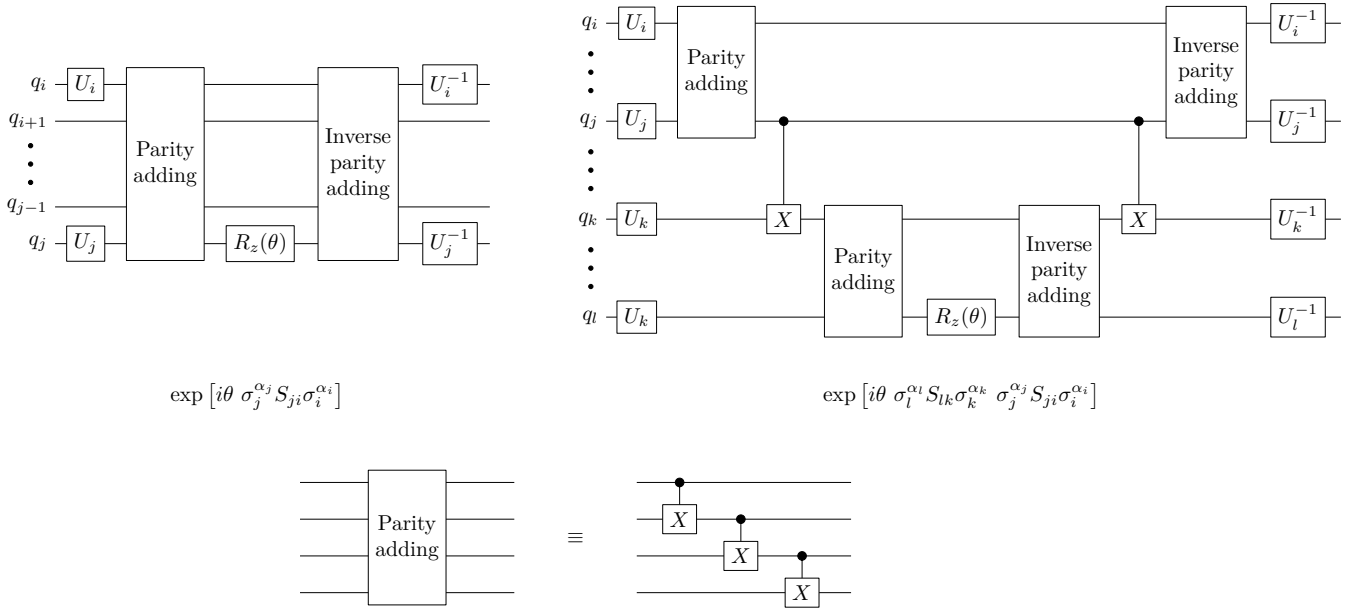 q_i U_i U_i^{-1}
q_{i+1}
Parity
adding
Inverse
parity
adding
q_{j-1}
q_j U_j R_z(θ) U_j^{-1}
exp [iθ σ_j^{α_j} S_{ji} σ_i^{α_i}]
q_i U_i U_i^{-1}
Parity
adding
Inverse
parity
adding
q_j U_j U_j^{-1}
q_k U_k X X U_k^{-1}
Parity
adding
Inverse
parity
adding
q_l U_k R_z(θ) U_l^{-1}
exp [iθ σ_l^{α_l} S_{lk} σ_k^{α_k} σ_j^{α_j} S_{ji} σ_i^{α_i}]
Parity
adding
≡
X
X
X